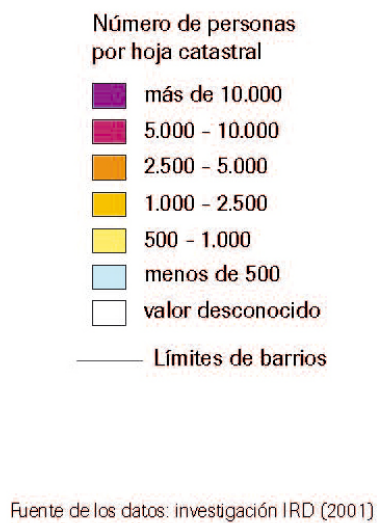 Número de personas
por hoja catastral
más de 10.000
5.000 - 10.000
2.500 - 5.000
1.000 - 2.500
500 - 1.000
menos de 500
valor desconocido
Límites de barrios
Fuente de los datos: investigación IRD (2001)